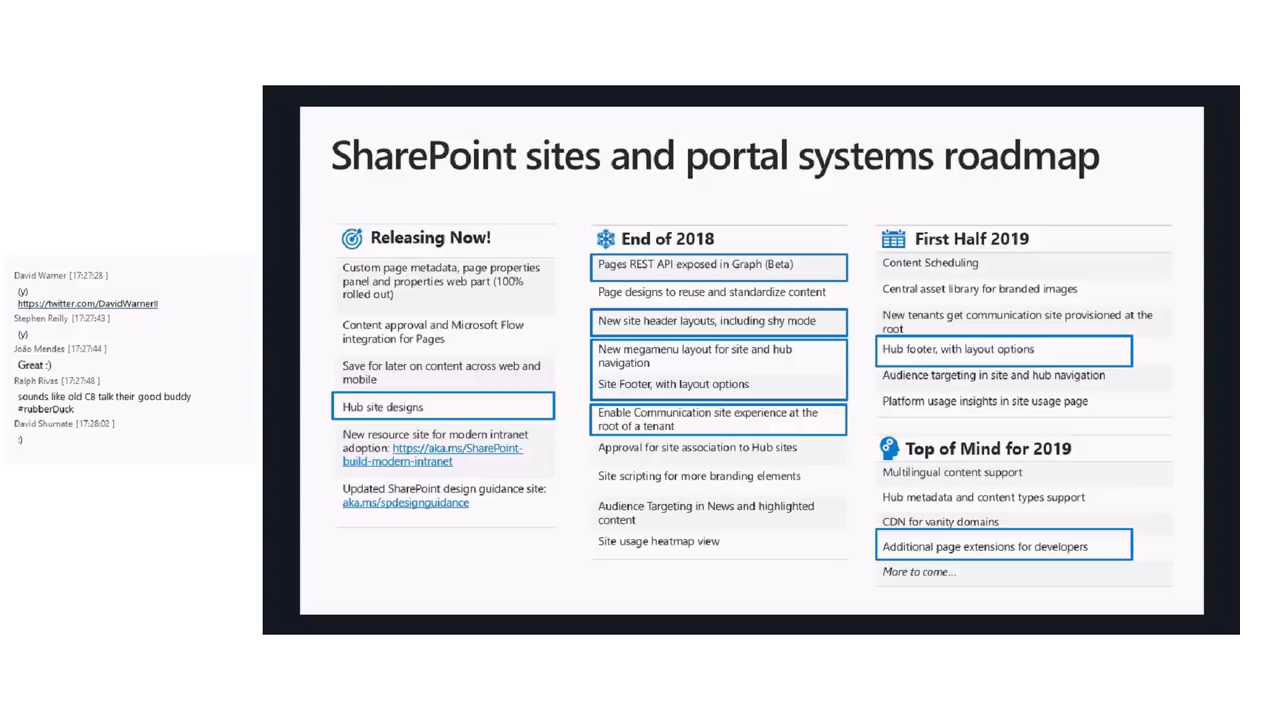 David Warner [17:27:28 ]
(y)
https://twitter.com/DavidWarnerII
Stephen Reilly [17:27:43 ]
(y)
João Mendes [17:27:44 ]
Great :)
Ralph Rivas [17:27:48 ]
sounds like old CB talk their good buddy
#rubberDuck
David Shumate [17:28:02 ]
:)
SharePoint sites and portal systems roadmap
Releasing Now!
Custom page metadata, page properties
panel and properties web part (100%
rolled out)
Content approval and Microsoft Flow
integration for Pages
Save for later on content across web and
mobile
Hub site designs
New resource site for modern intranet
adoption: https://aka.ms/SharePoint-
build-modern-intranet
Updated SharePoint design guidance site:
aka.ms/spdesignguidance
End of 2018
Pages REST API exposed in Graph (Beta)
Page designs to reuse and standardize content
New site header layouts, including shy mode
New megamenu layout for site and hub
navigation
Site Footer, with layout options
Enable Communication site experience at the
root of a tenant
Approval for site association to Hub sites
Site scripting for more branding elements
Audience Targeting in News and highlighted
content
Site usage heatmap view
First Half 2019
Content Scheduling
Central asset library for branded images
New tenants get communication site provisioned at the
root
Hub footer, with layout options
Audience targeting in site and hub navigation
Platform usage insights in site usage page
Top of Mind for 2019
Multilingual content support
Hub metadata and content types support
CDN for vanity domains
Additional page extensions for developers
More to come...